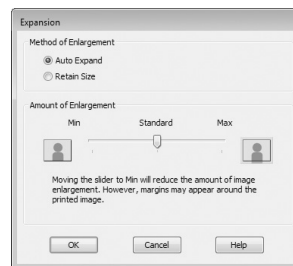 Expansion
Method of Enlargement
Auto Expand
Retain Size
Amount of Enlargement
Min Standard Max
Moving the slider to Min will reduce the amount of image
enlargement. However, margins may appear around the
printed image.
OK Cancel Help